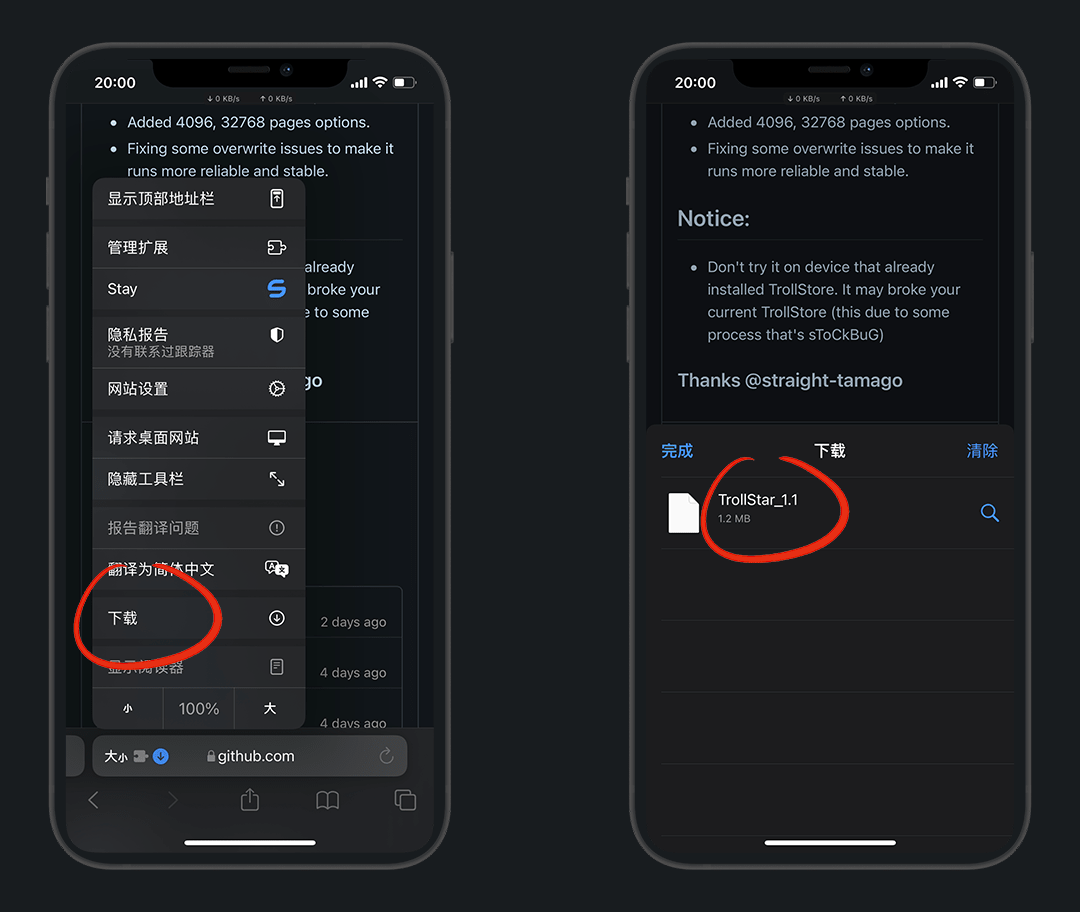 20:00
↓ 0 KB/s ↑ 0 KB/s
Added 4096, 32768 pages options.
Fixing some overwrite issues to make it
runs more reliable and stable.
显示顶部地址栏
管理扩展
already
Stay
broke your
e to some
隐私报告
没有联系过跟踪器
网站设置
go
请求桌面网站
隐藏工具栏
报告翻译问题
翻译为简体中文
下载
2 days ago
显示阅读器
4 days ago
小 100% 大
4 days ago
大小 github.com
20:00
↓ 0 KB/s ↑ 0 KB/s
Added 4096, 32768 pages options.
Fixing some overwrite issues to make it
runs more reliable and stable.
Notice:
Don't try it on device that already
installed TrollStore. It may broke your
current TrollStore (this due to some
process that's sToCkBuG)
Thanks @straight-tamago
完成 下载 清除
TrollStar_1.1
1.2 MB